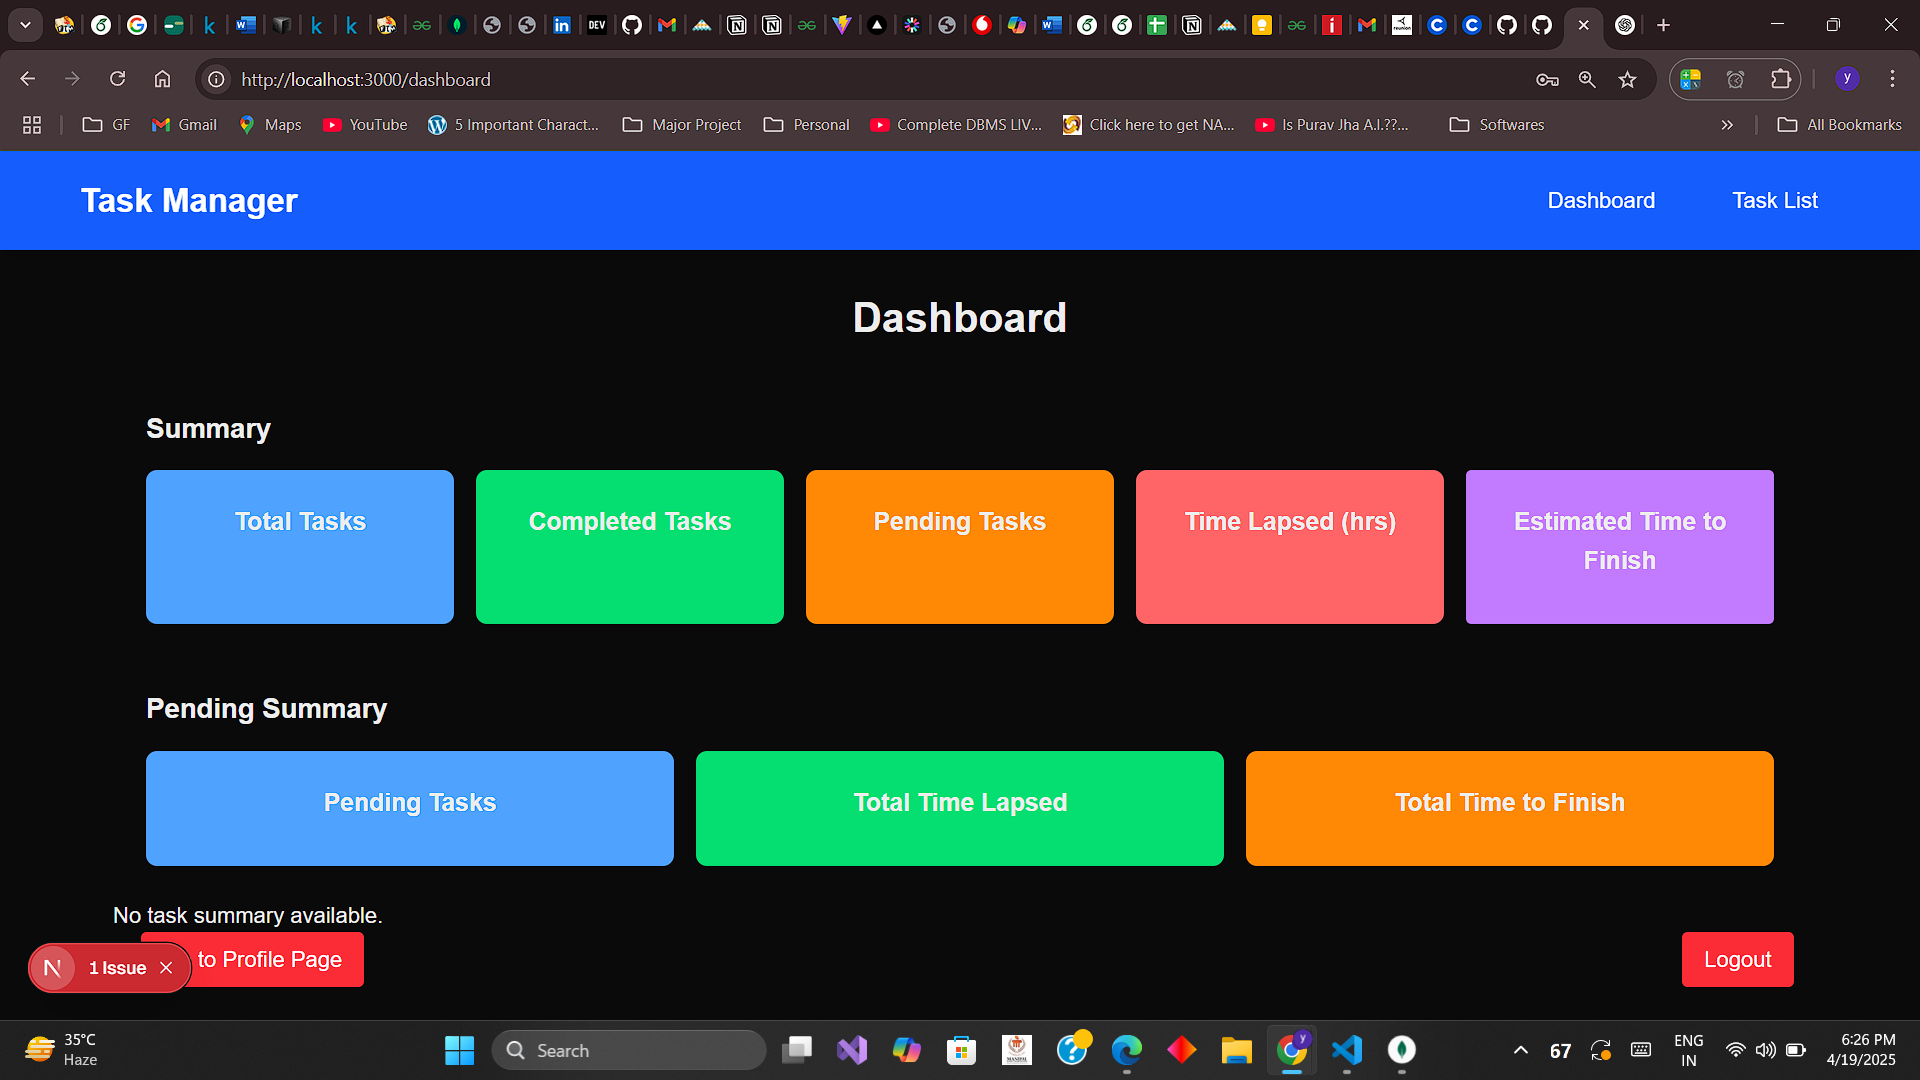 http://localhost:3000/dashboard
y
GF
Gmail
Maps
YouTube
5 Important Charact...
Major Project
Personal
Complete DBMS LIV...
Click here to get NA...
Is Purav Jha A.I.??...
Softwares
All Bookmarks
Task Manager
Dashboard
Task List
Dashboard
Summary
Total Tasks
Completed Tasks
Pending Tasks
Time Lapsed (hrs)
Estimated Time to
Finish
Pending Summary
Pending Tasks
Total Time Lapsed
Total Time to Finish
No task summary available.
N
1 Issue
to Profile Page
Logout
35°C
Haze
Search
67
ENG
IN
6:26 PM
4/19/2025